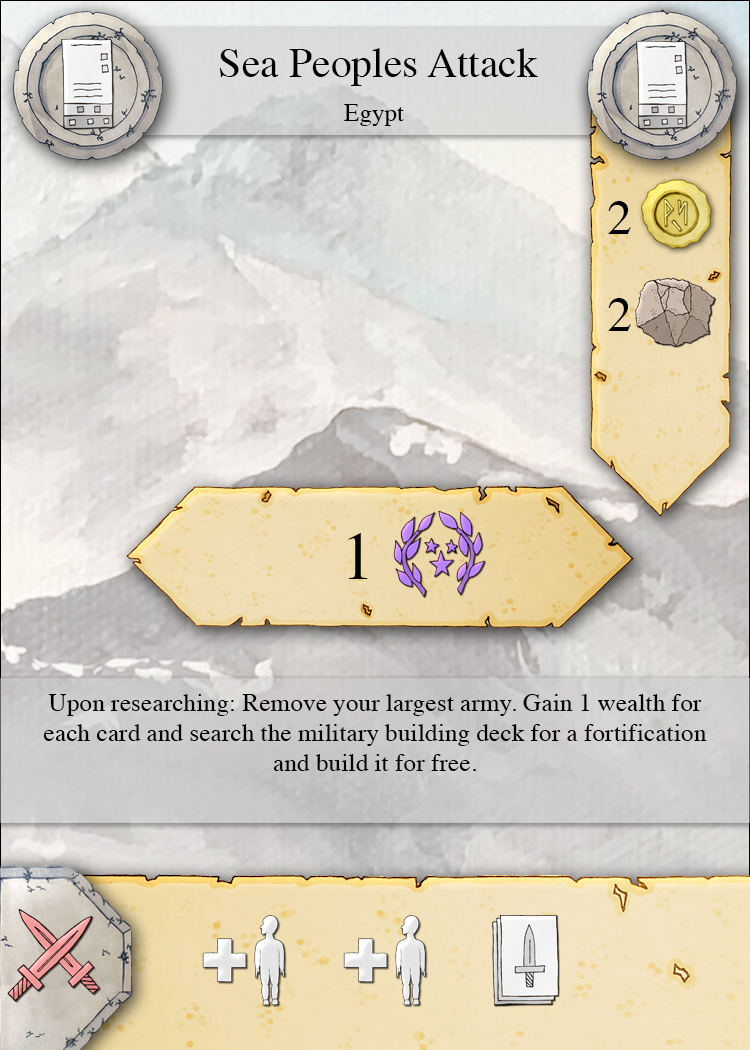 Sea Peoples Attack
Egypt
2
2
1
Upon researching: Remove your largest army. Gain 1 wealth for
each card and search the military building deck for a fortification
and build it for free.